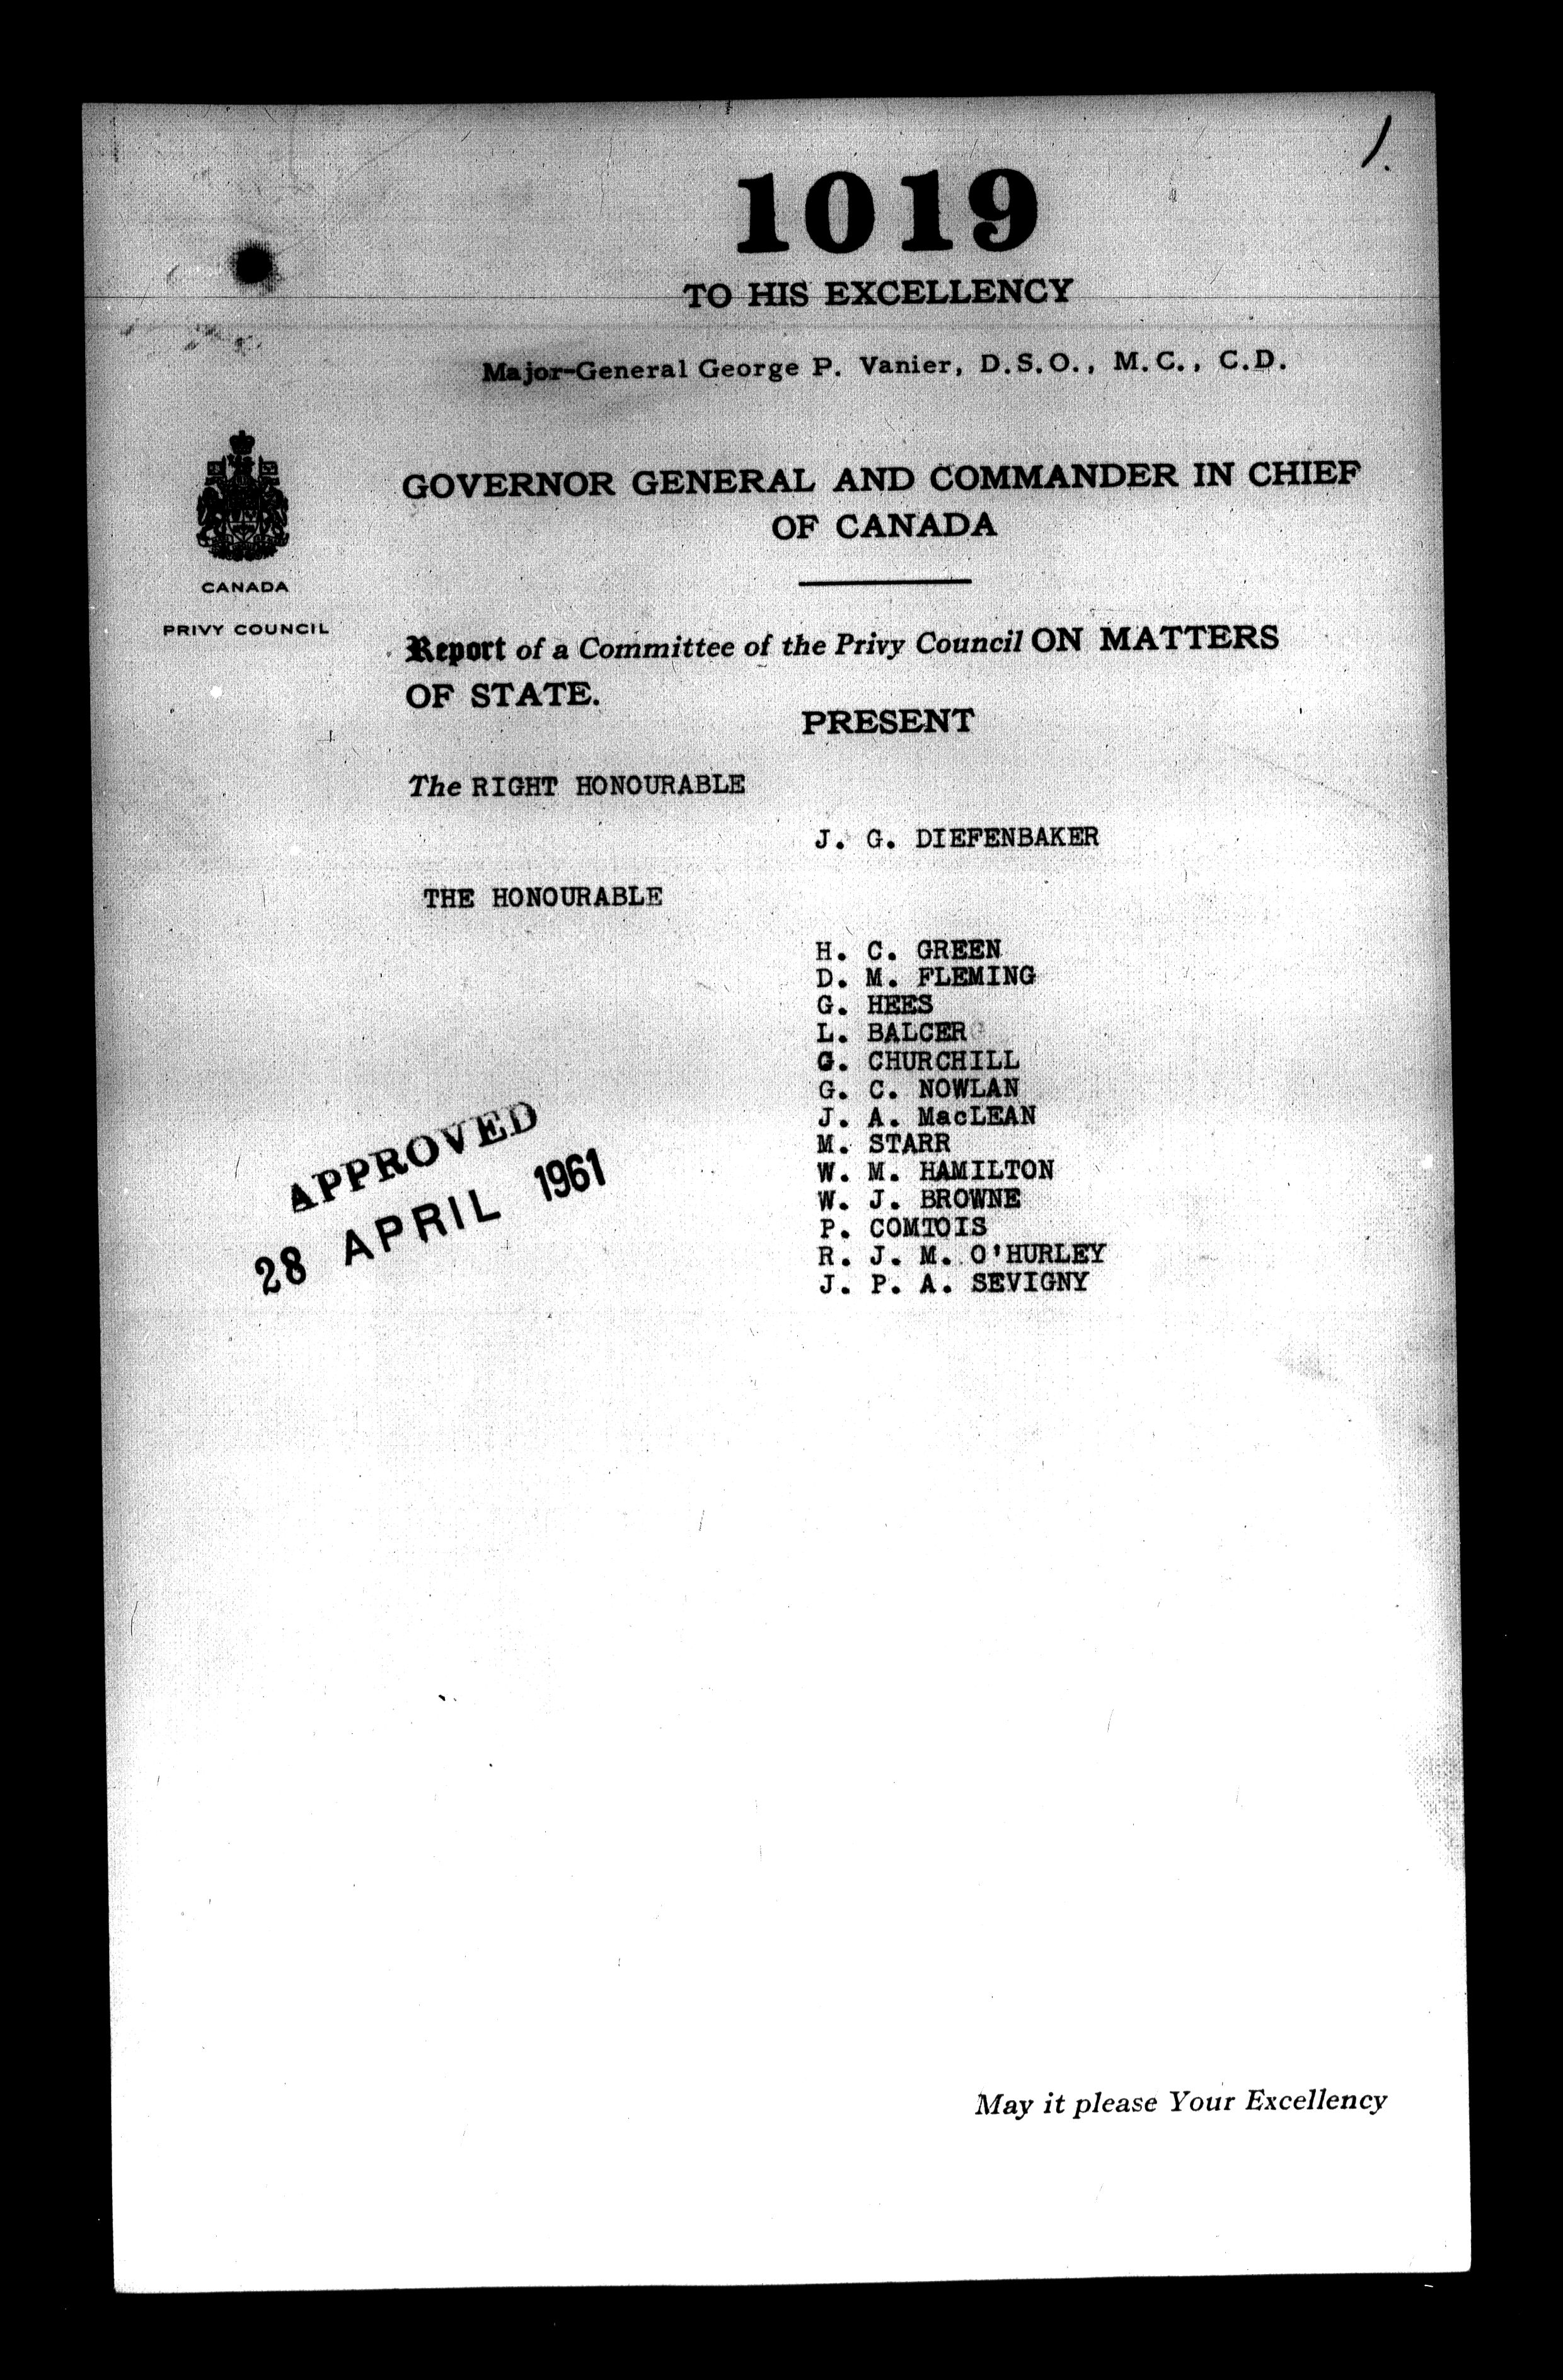 1.
1019
TO HIS EXCELLENCY
Major-General George P. Vanier, D.S.O., M.C., C.D.
GOVERNOR GENERAL AND COMMANDER IN CHIEF
OF CANADA
CANADA
PRIVY COUNCIL
Report of a Committee of the Privy Council ON MATTERS
OF STATE.
PRESENT
The RIGHT HONOURABLE
J. G. DIEFENBAKER
THE HONOURABLE
H. C. GREEN
D. M. FLEMING
G. HEES
L. BALCER
G. CHURCHILL
G. C. NOWLAN
J. A. MacLEAN
M. STARR
W. M. HAMILTON
W. J. BROWNE
P. COMTOIS
R. J. M. O'HURLEY
J. P. A. SEVIGNY
APPROVED
28 APRIL 1961
May it please Your Excellency